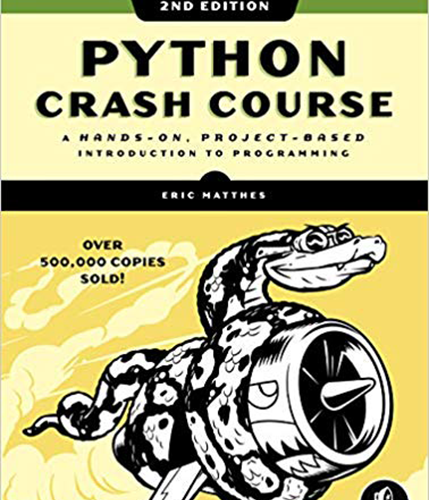 2ND EDITION
PYTHON
CRASH COURSE
A HANDS-ON, PROJECT-BASED
INTRODUCTION TO PROGRAMMING
ERIC MATTHES
OVER
500,000 COPIES
SOLD!